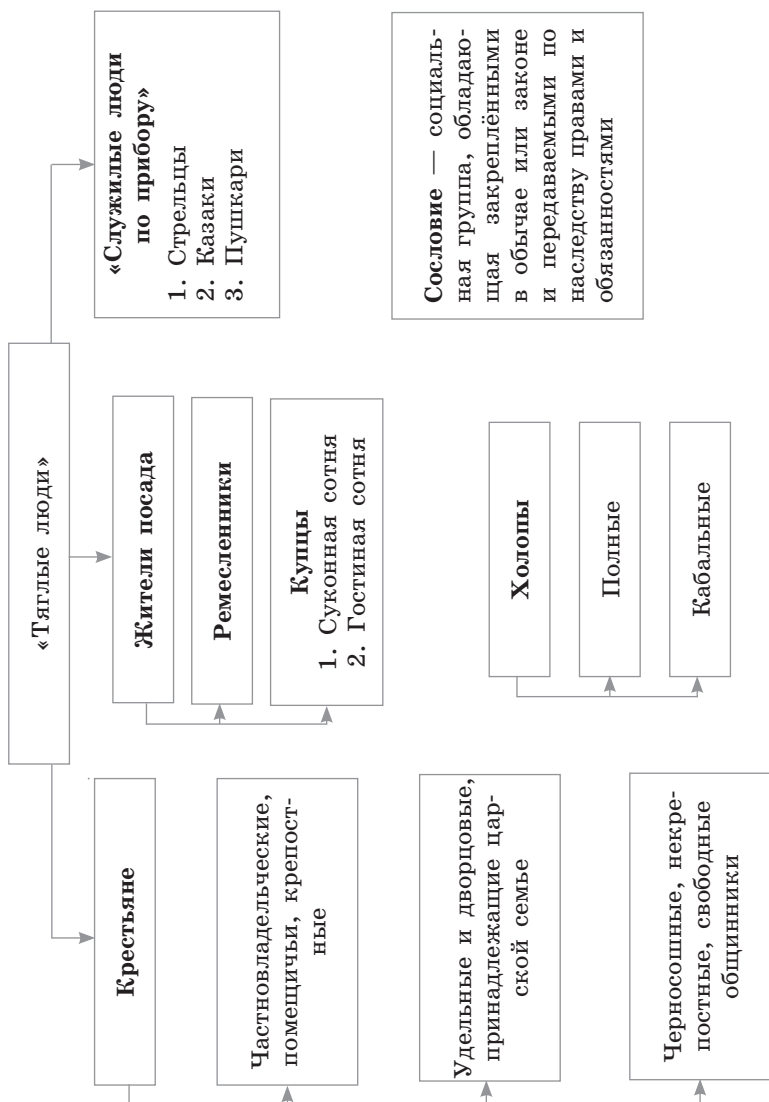 «Тяглые люди»
Крестьяне
Частновладельческие,
помещичьи, крепост-
ные
Удельные и дворцовые,
принадлежащие цар-
ской семье
Черносошные, некре-
постные, свободные
общинники
Жители посада
Ремесленники
Купцы
1. Суконная сотня
2. Гостиная сотня
Холопы
Полные
Кабальные
«Служилые люди
по прибору»
1. Стрельцы
2. Казаки
3. Пушкари
Сословие — социаль-
ная группа, обладаю-
щая закреплёнными
в обычае или законе
и передаваемыми по
наследству правами и
обязанностями